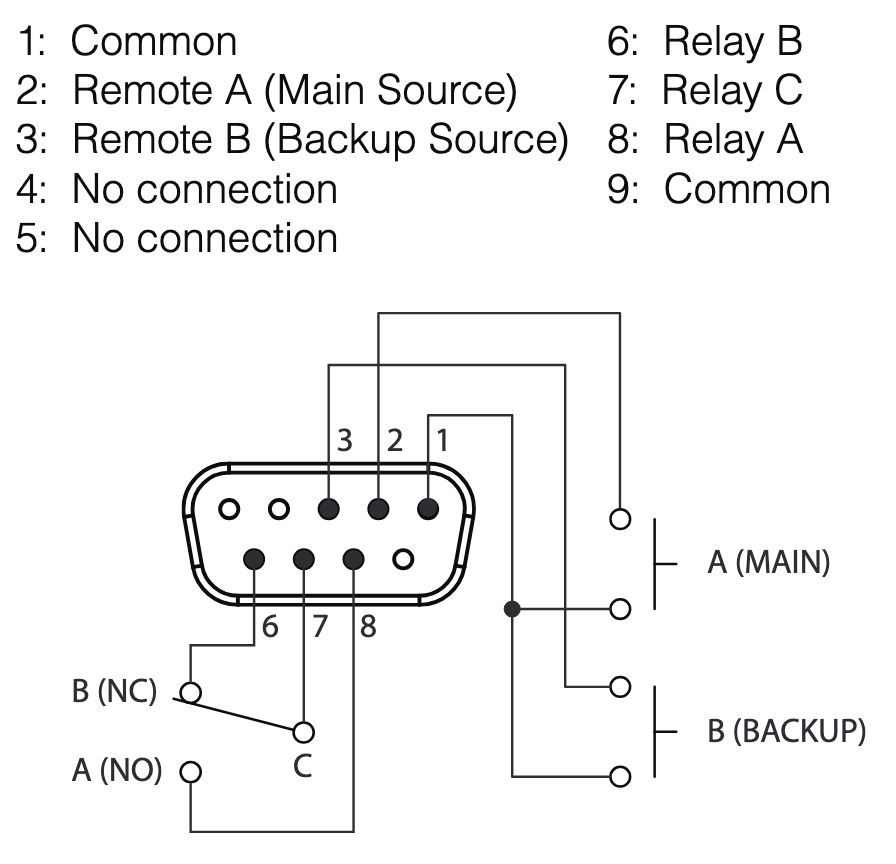 1: Common
2: Remote A (Main Source)
3: Remote B (Backup Source)
4: No connection
5: No connection
6: Relay B
7: Relay C
8: Relay A
9: Common
3 2 1
A (MAIN)
6 7 8
B (NC)
B (BACKUP)
C
A (NO)